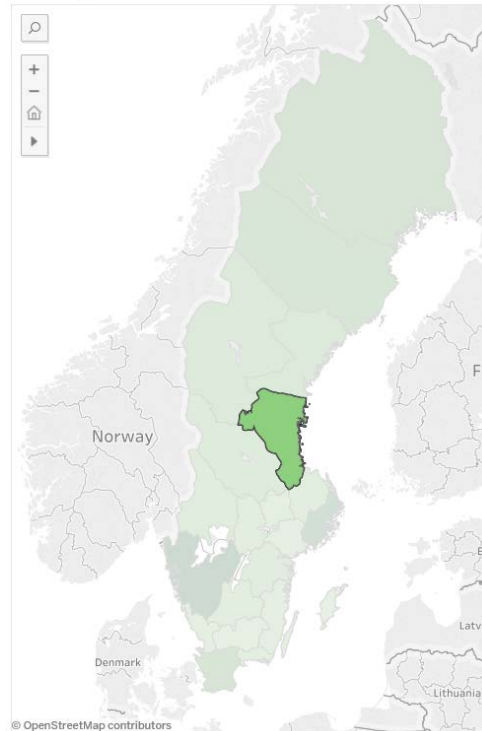 Norway
F
E
Latv
Denmark
Lithuania
© OpenStreetMap contributors